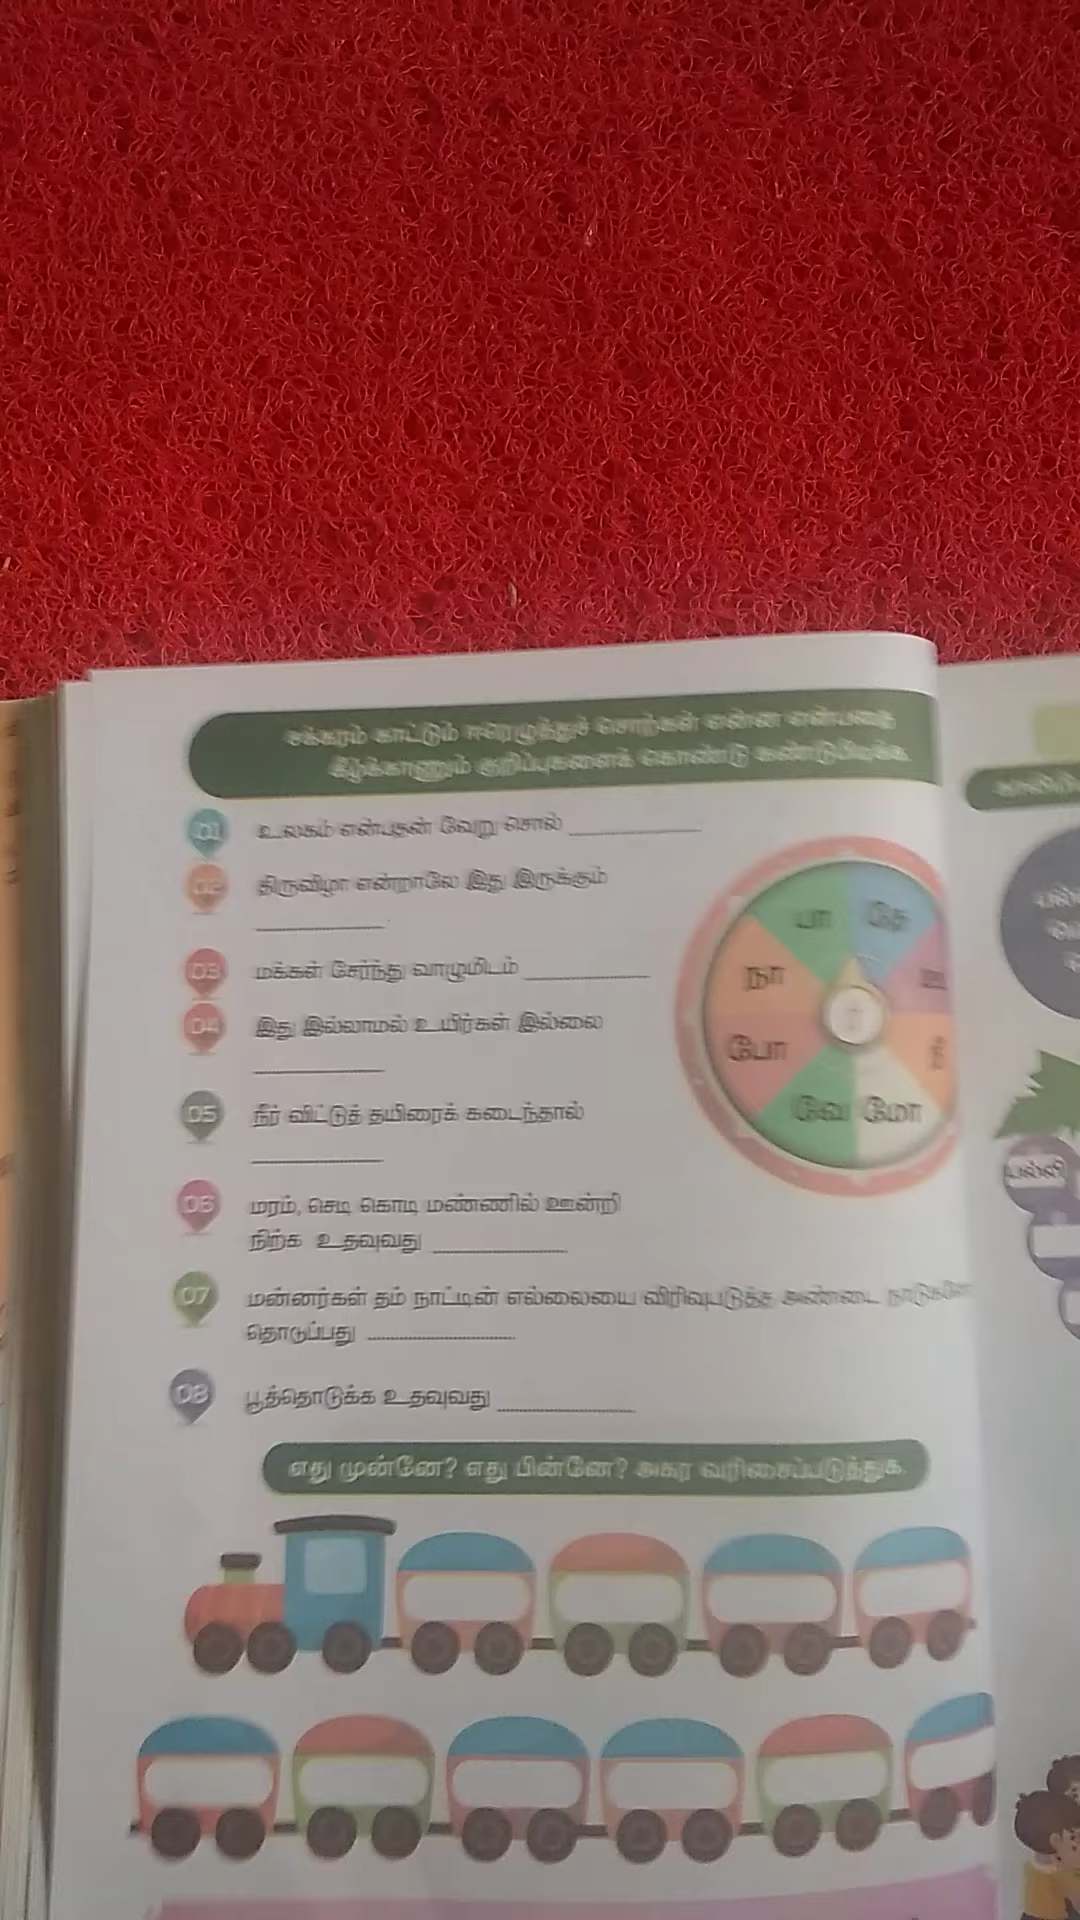 சக்கரம் காட்டும் ஈரெழுத்துச் சொற்கள் என்ன என்பதை
கீழ்க்காணும் குறிப்புகளைக் கொண்டு கண்டுபிடிக்க.
01 உலகம் என்பதன் வேறு சொல்
02 திருவிழா என்றாலே இது இருக்கும்
03 மக்கள் சேர்ந்து வாழுமிடம்
04 இது இல்லாமல் உயிர்கள் இல்லை
05 நீர் விட்டுத் தயிரைக் கடைந்தால்
06 மரம், செடி கொடி மண்ணில் ஊன்றி
நிற்க உதவுவது
07 மன்னர்கள் தம் நாட்டின் எல்லையை விரிவுபடுத்த அண்டை
தொடுப்பது
08 பூத்தொடுக்க உதவுவது
யா தே
நா
போ
வே மோ
ர்
எது முன்னே? எது பின்னே? அகர வரிசைப்படுத்துக.
பல்லி